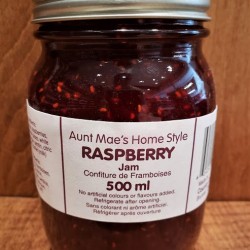 Aunt Mae's Home Style
RASPBERRY
Jam
Confiture de Framboises
500 ml
No artificial colours or flavours added.
Refrigerate after opening.
Sans colorant ni arôme artificiel.
Réfrigérer après ouverture.